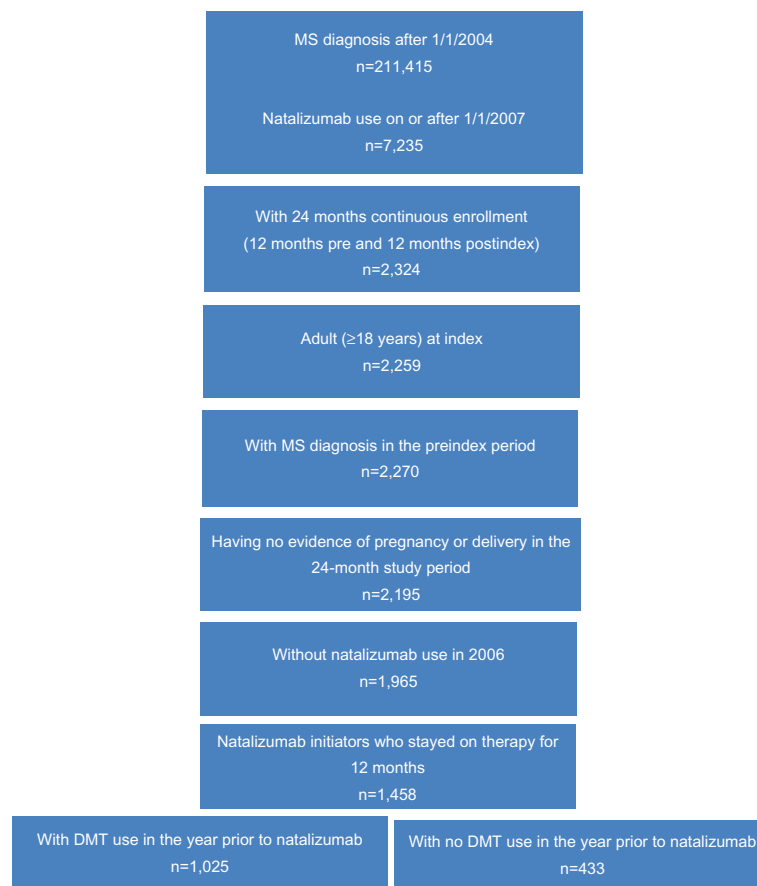 MS diagnosis after 1/1/2004
n=211,415
Natalizumab use on or after 1/1/2007
n=7,235
With 24 months continuous enrollment
(12 months pre and 12 months postindex)
n=2,324
Adult (≥18 years) at index
n=2,259
With MS diagnosis in the preindex period
n=2,270
Having no evidence of pregnancy or delivery in the
24-month study period
n=2,195
Without natalizumab use in 2006
n=1,965
Natalizumab initiators who stayed on therapy for
12 months
n=1,458
With DMT use in the year prior to natalizumab
n=1,025
With no DMT use in the year prior to natalizumab
n=433